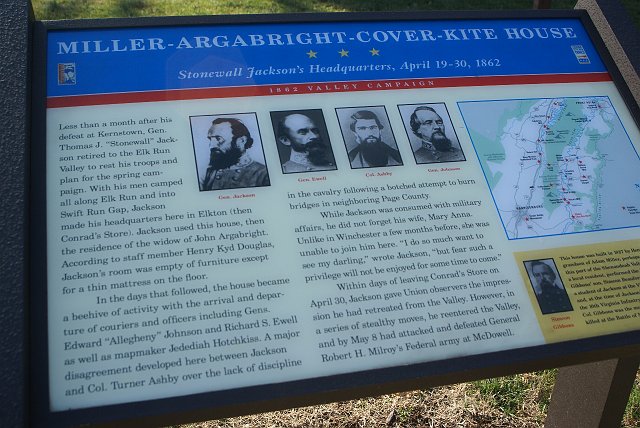 MILLER-ARGABRIGHT-COVER-KITE HOUSE
Stonewall Jackson's Headquarters, April 19-30, 1862
1862 VALLEY CAMPAIGN
Less than a month after his
defeat at Kernstown, Gen.
Thomas J. "Stonewall" Jack-
son retired to the Elk Run
Valley to rest his troops and
plan for the spring cam-
paign. With his men camped
all along Elk Run and into
Swift Run Gap, Jackson
made his headquarters here in Elkton (then
Conrad's Store). Jackson used this house, then
the residence of the widow of John Argabright.
According to staff member Henry Kyd Douglas,
Jackson's room was empty of furniture except
for a thin mattress on the floor.
In the days that followed, the house became
a beehive of activity with the arrival and depar-
ture of couriers and officers including Gens.
Edward "Allegheny" Johnson and Richard S. Ewell
as well as mapmaker Jedediah Hotchkiss. A major
disagreement developed here between Jackson
and Col. Turner Ashby over the lack of discipline
Gen. Jackson
Gen. Ewell
Col. Ashby
Gen. Johnson
in the cavalry following a botched attempt to burn
bridges in neighboring Page County.
While Jackson was consumed with military
affairs, he did not forget his wife, Mary Anna.
Unlike in Winchester a few months before, she was
unable to join him here. "I do so much want to
see my darling," wrote Jackson, "but fear such a
privilege will not be enjoyed for some time to come."
Within days of leaving Conrad's Store on
April 30, Jackson gave Union observers the impres-
sion he had retreated from the Valley. However, in
a series of stealthy moves, he reentered the Valley,
and by May 8 had attacked and defeated General
Robert H. Milroy's Federal army at McDowell.
This house was built in 1827 by
Simeon
Gibbons